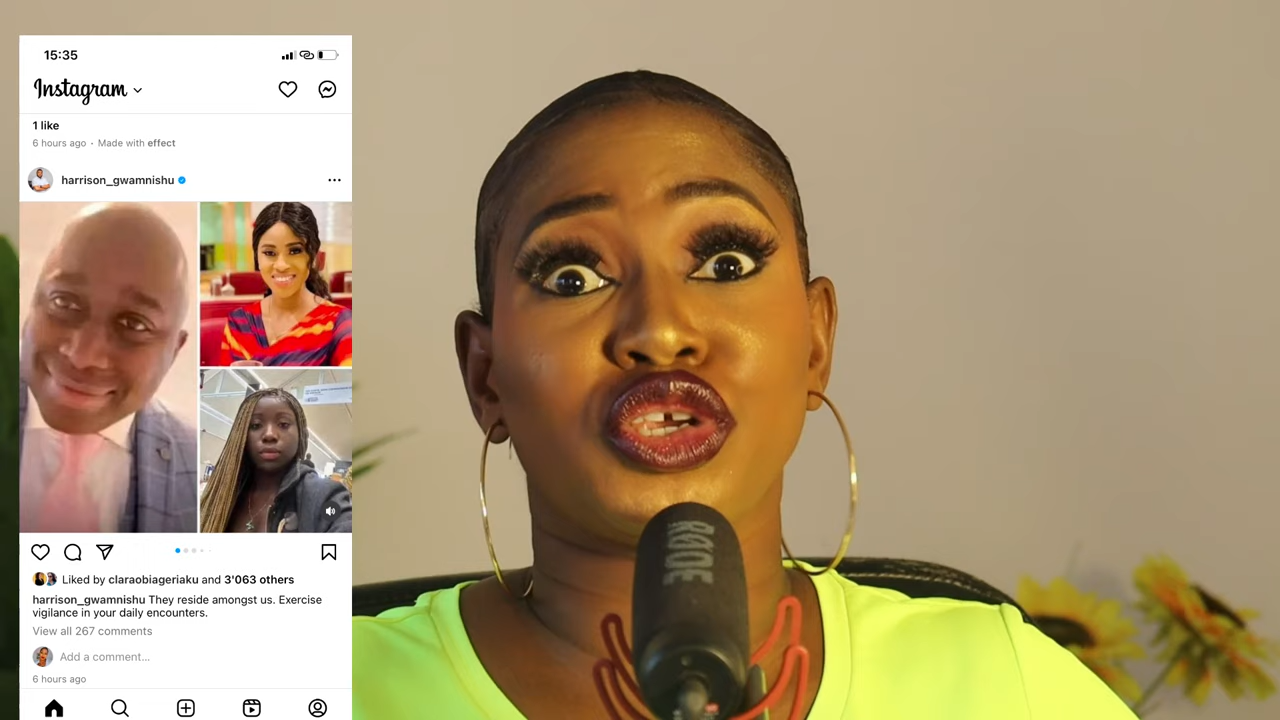 15:35
Instagram
1 like
6 hours ago • Made with effect
harrison_gwamnishu
Liked by claraobiageriaku and 3'063 others
harrison_gwamnishu They reside amongst us. Exercise
vigilance in your daily encounters.
View all 267 comments
Add a comment...
6 hours ago
RØDE